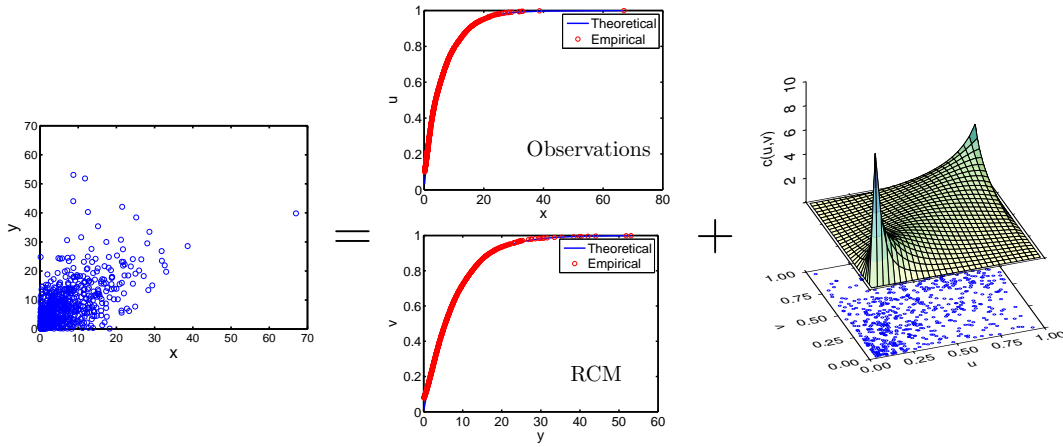 70
60
50
40
30
20
10
0
0 10 20 30 40 50 60 70
y
x
=
1
0.8
0.6
0.4
0.2
0
0 20 40 60 80
u
x
Theoretical
Empirical
Observations
1
0.8
0.6
0.4
0.2
0
0 10 20 30 40 50 60
v
y
Theoretical
Empirical
RCM
+
10
8
6
4
2
c(u,v)
1.00
0.75
0.50
0.25
0.00
v
0.00
0.25
0.50
0.75
1.00
u